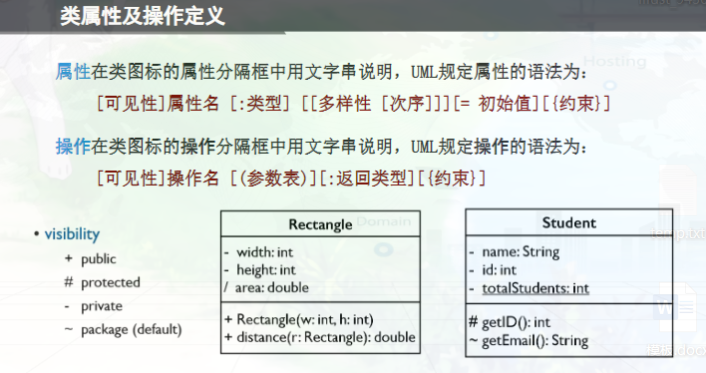 类属性及操作定义
Hosting
属性在类图标的属性分隔框中用文字串说明，UML规定属性的语法为：
[可见性]属性名 [:类型] [[多样性 [次序]]][= 初始值][{约束}]
操作在类图标的操作分隔框中用文字串说明，UML规定操作的语法为：
[可见性]操作名 [(参数表)][:返回类型][{约束}]
• visibility
+ public
# protected
- private
~ package (default)
Domain
Rectangle
- width: int
- height: int
/ area: double
+ Rectangle(w: int, h: int)
+ distance(r: Rectangle): double
Student
- name: String
- id: int
- totalStudents: int
# getID(): int
~ getEmail(): String